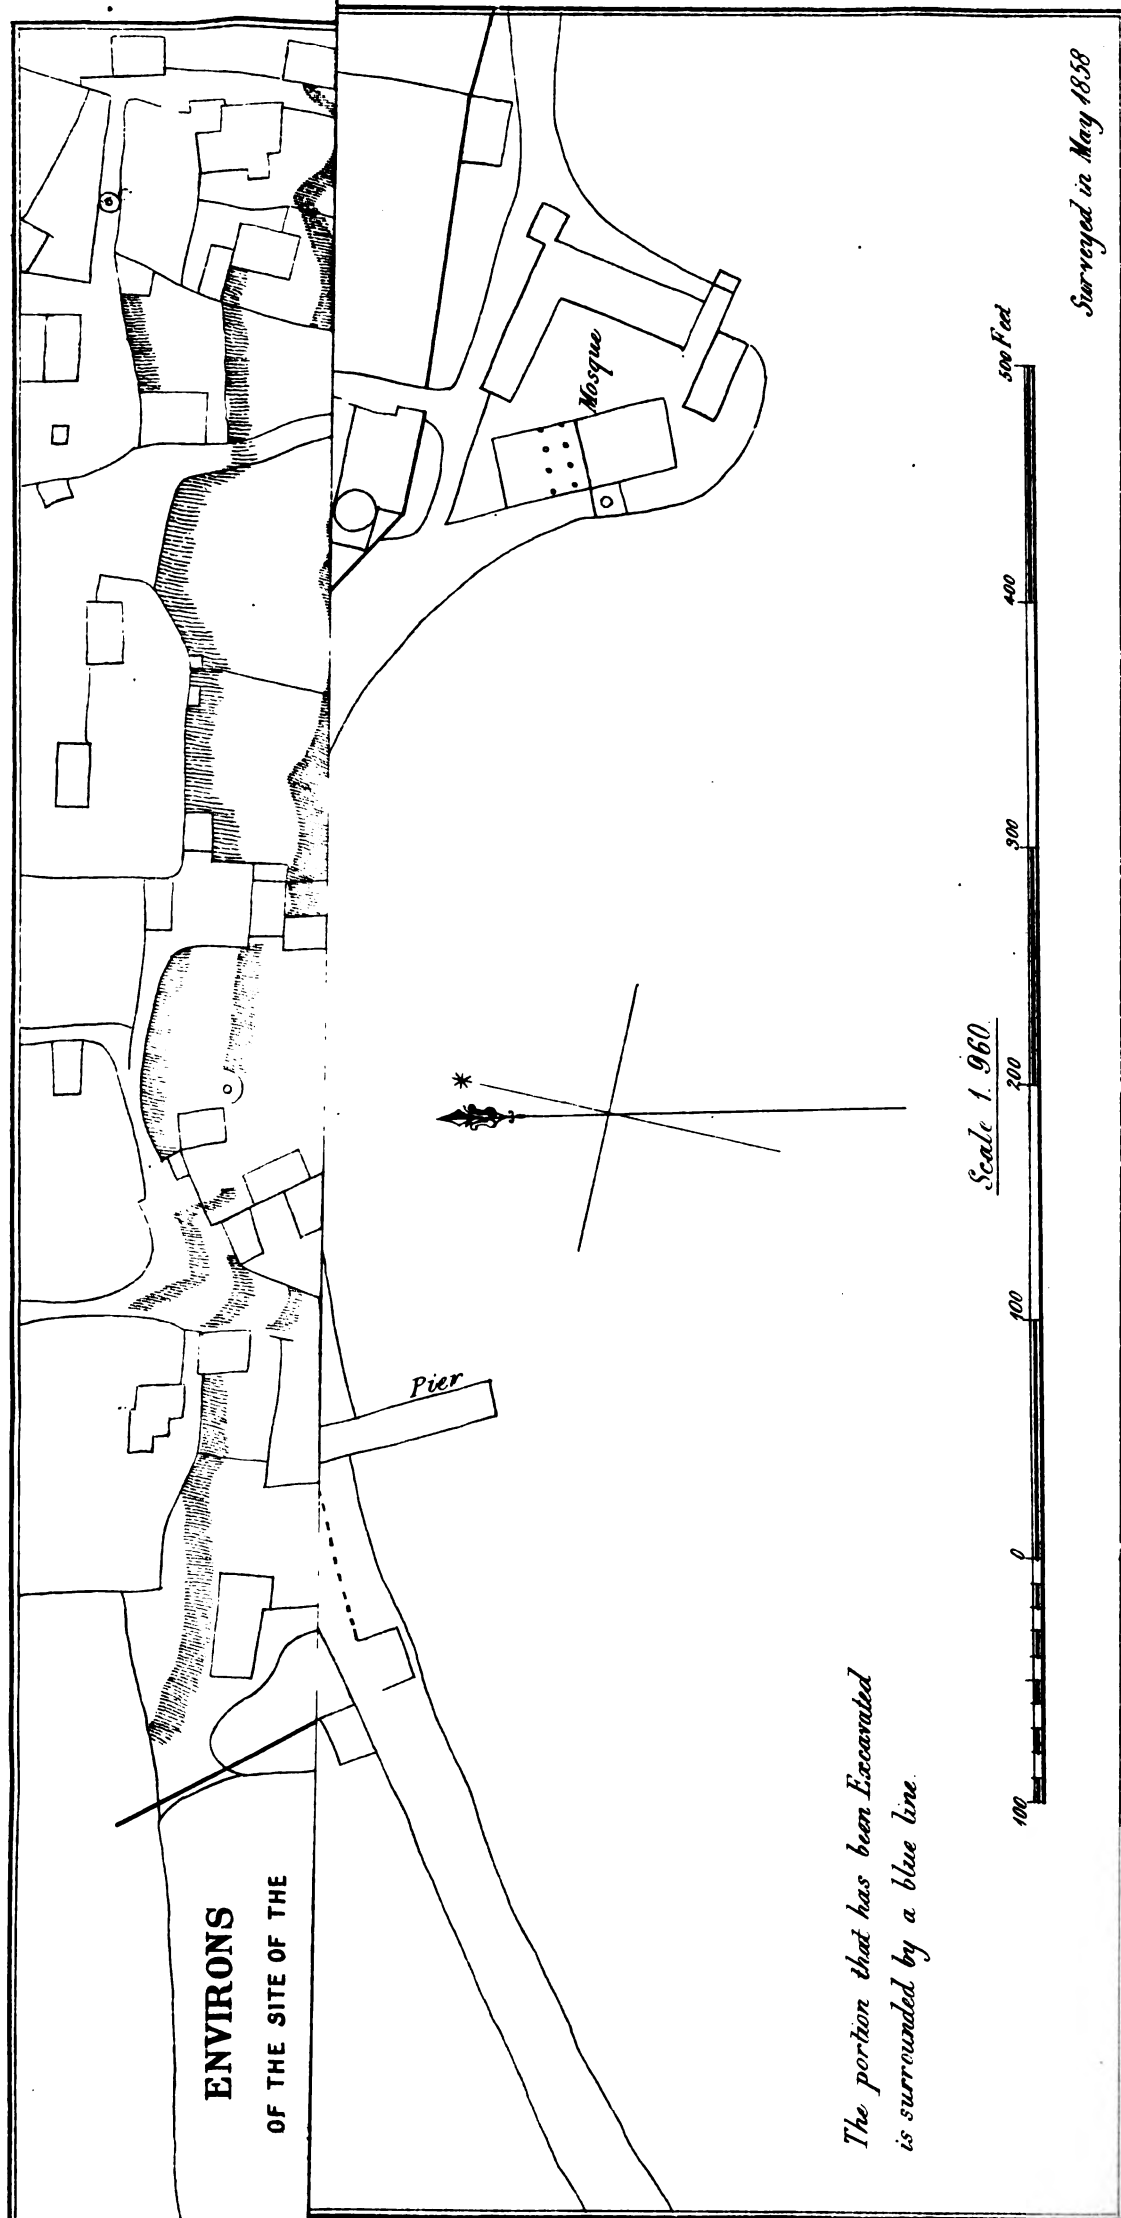 ENVIRONS
OF THE SITE OF THE
Pier
Mosque
The portion that has been Excavated
is surrounded by a blue line.
Scale 1. 960
100 0 100 200 300 400 500 Feet
Surveyed in May 1858